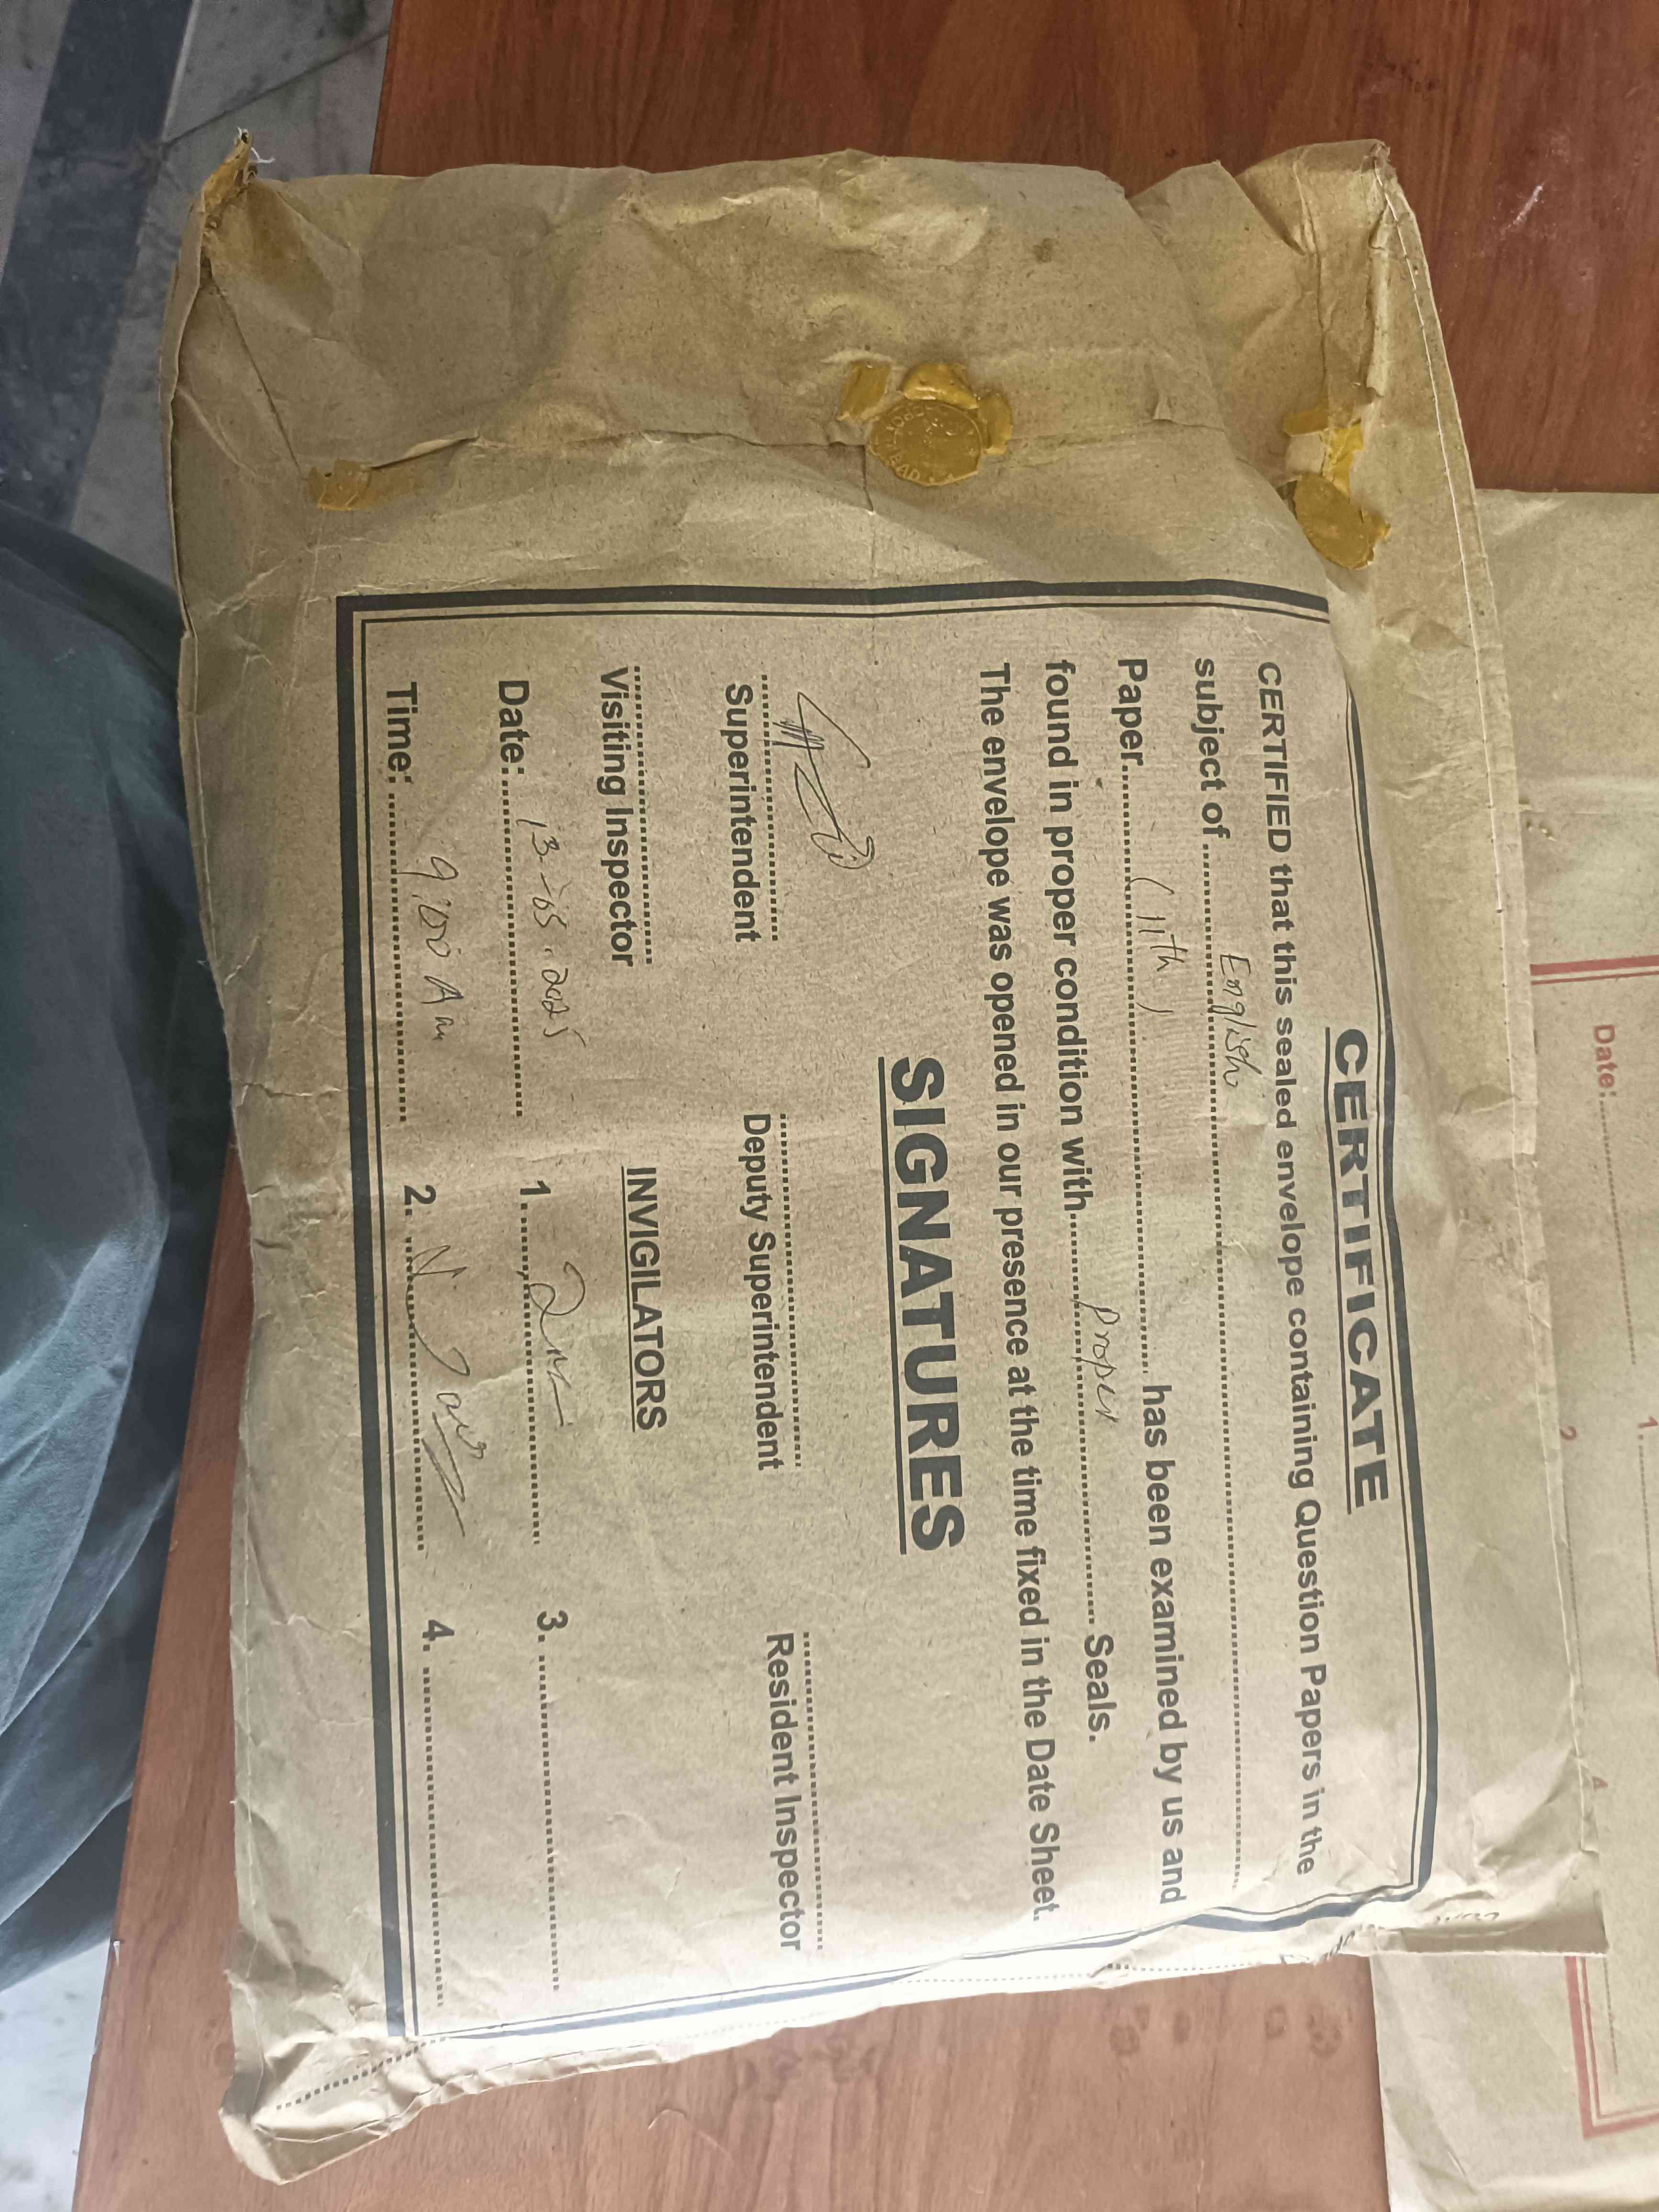 CERTIFICATE
CERTIFIED that this sealed envelope containing Question Papers in the
subject of ........ English ........
Paper ........ (11th) ........ has been examined by us and
found in proper condition with ........ Proper ........ Seals.
The envelope was opened in our presence at the time fixed in the Date Sheet.
SIGNATURES
Superintendent Deputy Superintendent Resident Inspector
Visiting Inspector INVIGILATORS
Date: 13-05-2025 1. ........ 3. ........
Time: 9:00 Am 2. ........ 4. ........
Date: ........ 1. ........
2
4